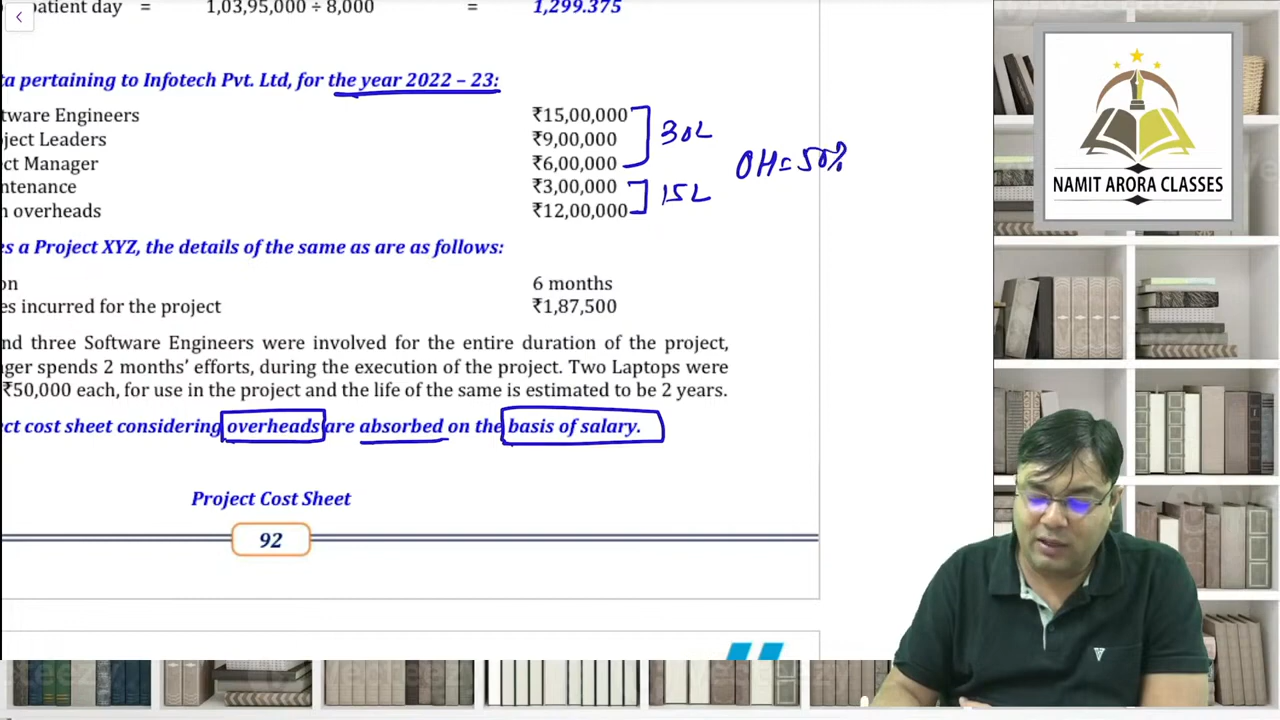 patient day = 1,03,95,000 ÷ 8,000 = 1,299.375
ta pertaining to Infotech Pvt. Ltd, for the year 2022 – 23:
tware Engineers ₹15,00,000
ject Leaders ₹9,00,000
ct Manager ₹6,00,000
ntenance ₹3,00,000
n overheads ₹12,00,000
30L
15L
OH = 50%
es a Project XYZ, the details of the same as are as follows:
on 6 months
es incurred for the project ₹1,87,500
nd three Software Engineers were involved for the entire duration of the project,
ger spends 2 months' efforts, during the execution of the project. Two Laptops were
₹50,000 each, for use in the project and the life of the same is estimated to be 2 years.
ct cost sheet considering overheads are absorbed on the basis of salary.
Project Cost Sheet
92
NAMIT ARORA CLASSES